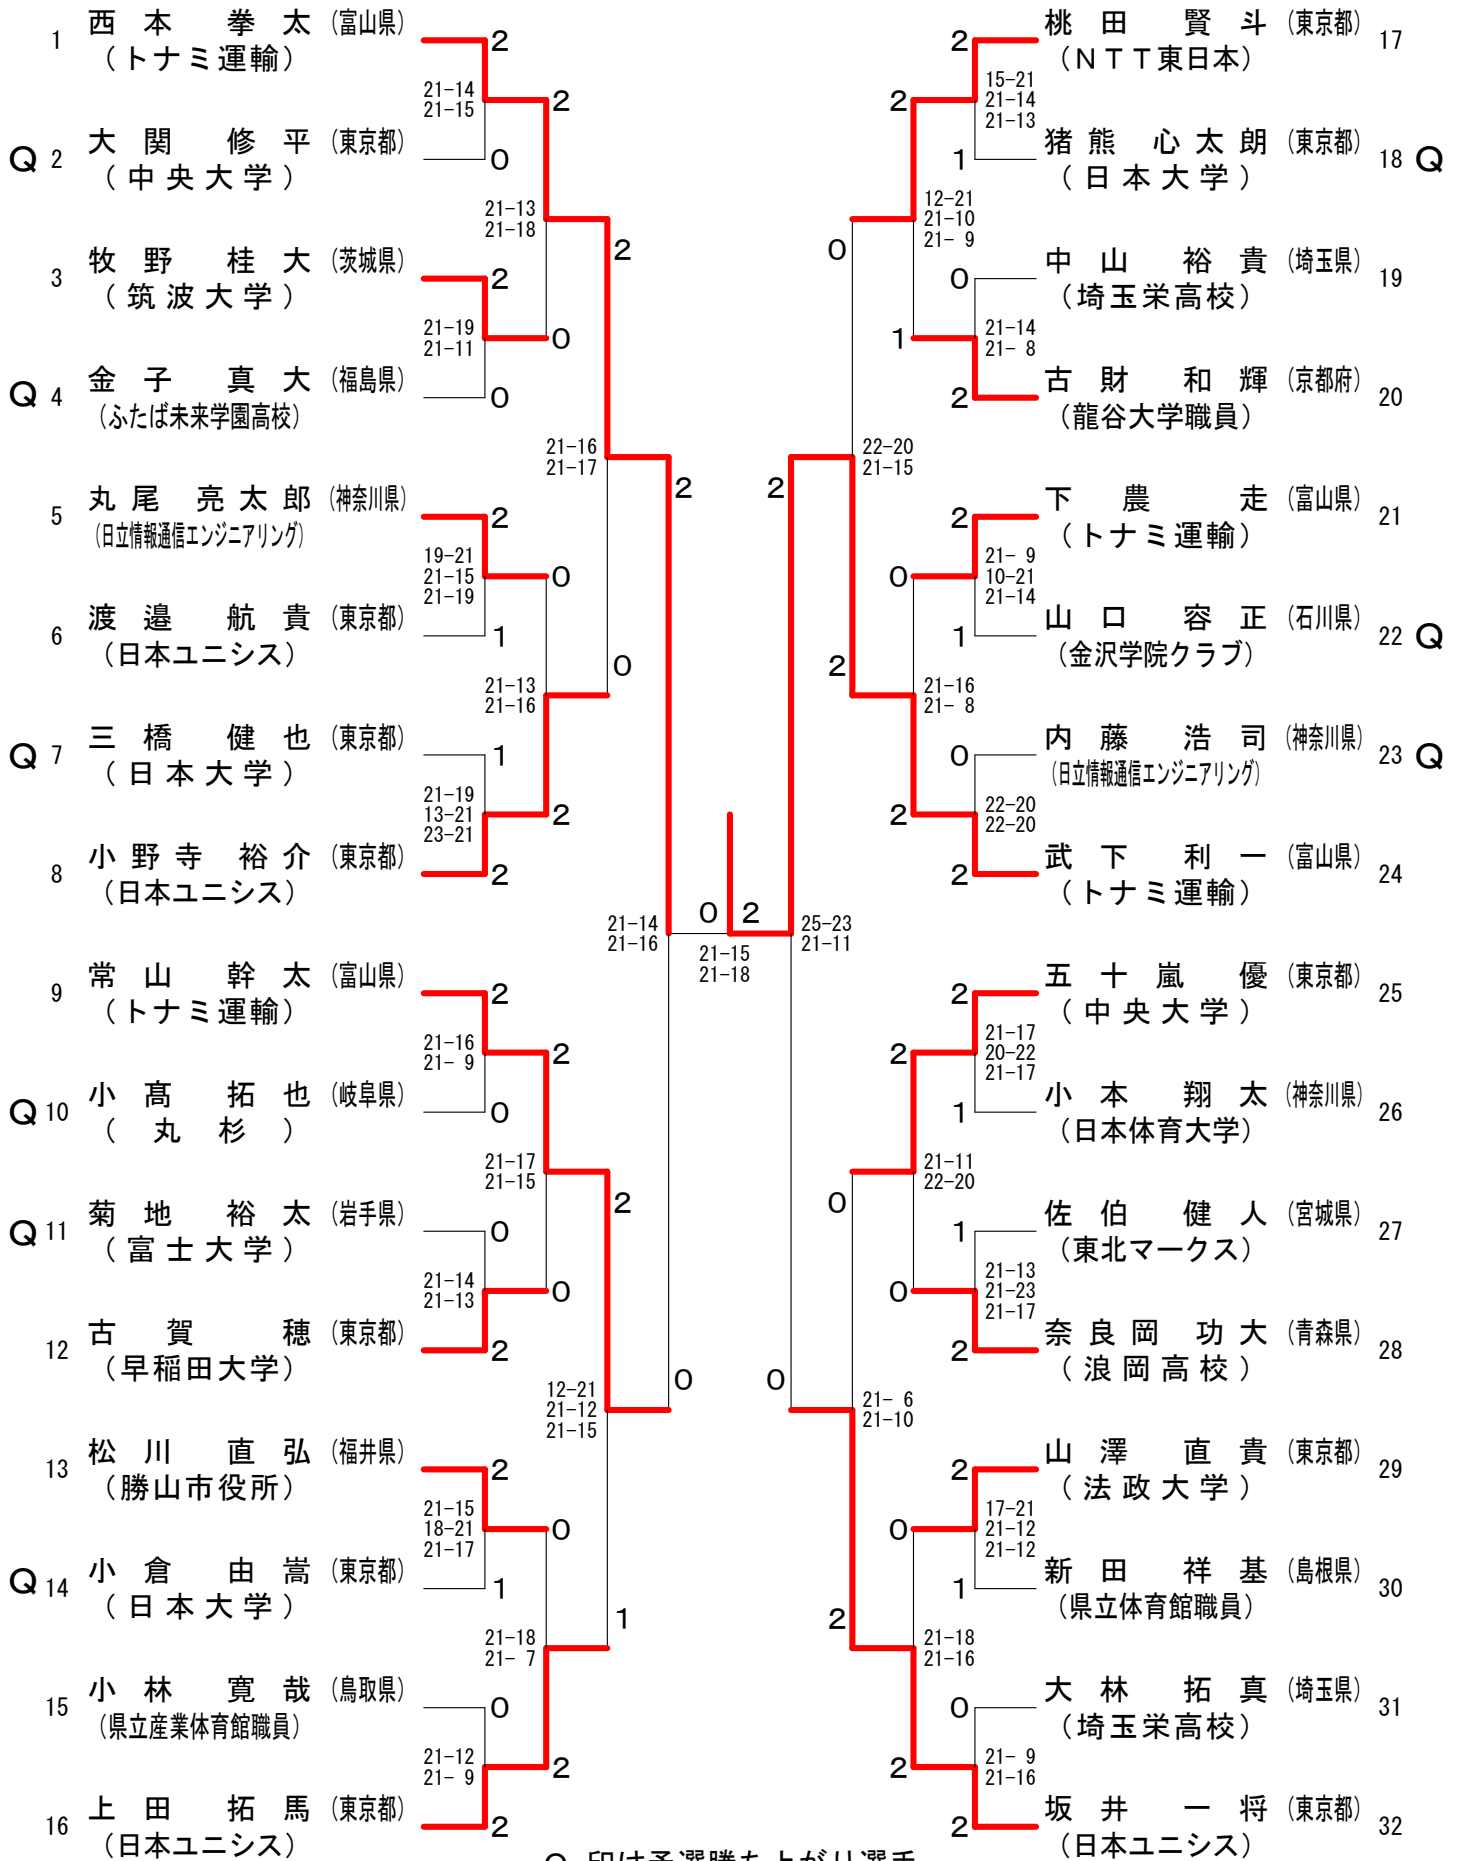 1 西本 拳太 (富山県)
(トナミ運輸)
2
21-14
21-15
2
Q 2 大関 修平 (東京都)
(中央大学)
0
21-13
21-18
2
3 牧野 桂大 (茨城県)
(筑波大学)
2
21-19
21-11
0
Q 4 金子 真大 (福島県)
(ふたば未来学園高校)
0
21-16
21-17
2
5 丸尾 亮太郎 (神奈川県)
(日立情報通信エンジニアリング)
2
19-21
21-15
21-19
0
6 渡邉 航貴 (東京都)
(日本ユニシス)
1
21-13
21-16
0
Q 7 三橋 健也 (東京都)
(日本大学)
1
21-19
13-21
23-21
2
8 小野寺 裕介 (東京都)
(日本ユニシス)
2
21-14
21-16
9 常山 幹太 (富山県)
(トナミ運輸)
2
21-16
21- 9
2
Q 10 小髙 拓也 (岐阜県)
(丸杉)
0
21-17
21-15
2
Q 11 菊地 裕太 (岩手県)
(富士大学)
0
21-14
21-13
0
12 古賀 穂 (東京都)
(早稲田大学)
2
12-21
21-12
21-15
0
13 松川 直弘 (福井県)
(勝山市役所)
2
21-15
18-21
21-17
0
Q 14 小倉 由嵩 (東京都)
(日本大学)
1
21-18
21- 7
1
15 小林 寛哉 (鳥取県)
(県立産業体育館職員)
0
21-12
21- 9
2
16 上田 拓馬 (東京都)
(日本ユニシス)
2
0 2
21-15
21-18
桃田 賢斗 (東京都) 17
(NTT東日本)
2
15-21
21-14
21-13
2
猪熊 心太朗 (東京都) 18 Q
(日本大学)
1
12-21
21-10
21- 9
0
中山 裕貴 (埼玉県) 19
(埼玉栄高校)
0
21-14
21- 8
1
古財 和輝 (京都府) 20
(龍谷大学職員)
2
22-20
21-15
2
下農 走 (富山県) 21
(トナミ運輸)
2
21- 9
10-21
21-14
0
山口 容正 (石川県) 22 Q
(金沢学院クラブ)
1
21-16
21- 8
2
内藤 浩司 (神奈川県) 23 Q
(日立情報通信エンジニアリング)
0
22-20
22-20
2
武下 利一 (富山県) 24
(トナミ運輸)
2
25-23
21-11
五十嵐 優 (東京都) 25
(中央大学)
2
21-17
20-22
21-17
2
小本 翔太 (神奈川県) 26
(日本体育大学)
1
21-11
22-20
0
佐伯 健人 (宮城県) 27
(東北マークス)
1
21-13
21-23
21-17
0
奈良岡 功大 (青森県) 28
(浪岡高校)
2
21- 6
21-10
0
山澤 直貴 (東京都) 29
(法政大学)
2
17-21
21-12
21-12
0
新田 祥基 (島根県) 30
(県立体育館職員)
1
21-18
21-16
2
大林 拓真 (埼玉県) 31
(埼玉栄高校)
0
21- 9
21-16
2
坂井 一将 (東京都) 32
(日本ユニシス)
2
Q 印は予選勝ち上がり選手